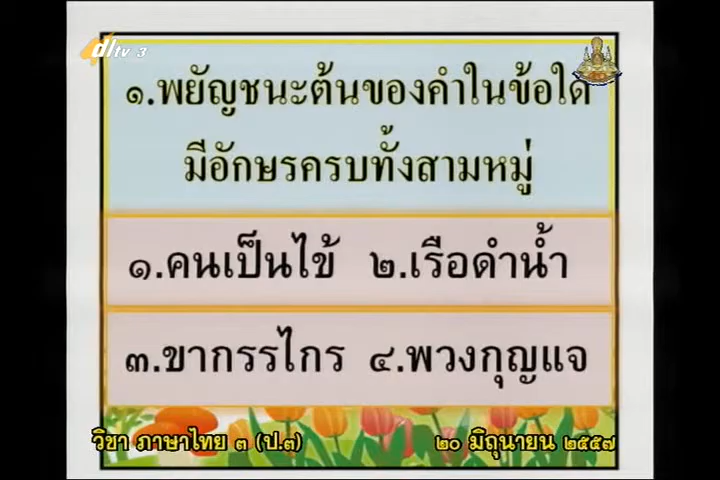 dltv 3
๑.พยัญชนะต้นของคำในข้อใด
มีอักษรครบทั้งสามหมู่
๑.คนเป็นไข้ ๒.เรือดำน้ำ
๓.ขากรรไกร ๔.พวงกุญแจ
วิชา ภาษาไทย ๓ (ป.๓) ๒๐ มิถุนายน ๒๕๕๗